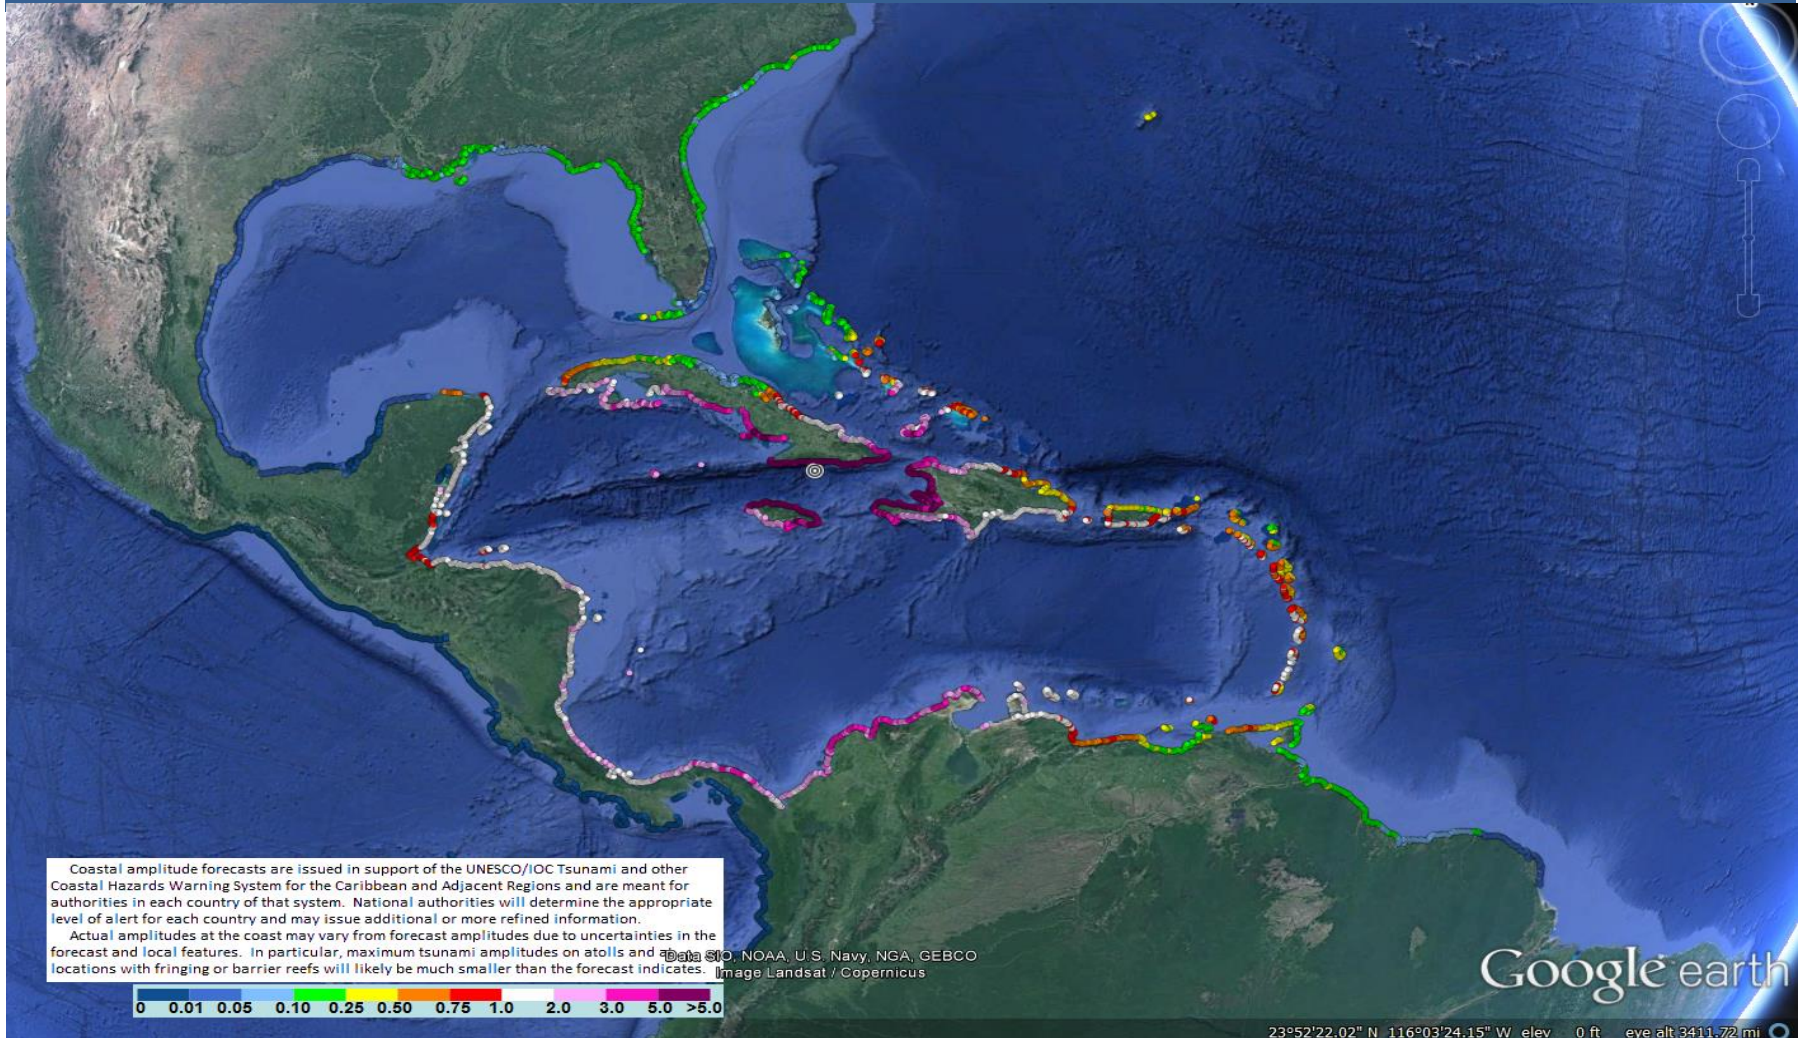 Coastal amplitude forecasts are issued in support of the UNESCO/IOC Tsunami and other
Coastal Hazards Warning System for the Caribbean and Adjacent Regions and are meant for
authorities in each country of that system. National authorities will determine the appropriate
level of alert for each country and may issue additional or more refined information.
Actual amplitudes at the coast may vary from forecast amplitudes due to uncertainties in the
forecast and local features. In particular, maximum tsunami amplitudes on atolls and at
locations with fringing or barrier reefs will likely be much smaller than the forecast indicates.
Data SIO, NOAA, U.S. Navy, NGA, GEBCO
Image Landsat / Copernicus
Google earth
0 0.01 0.05 0.10 0.25 0.50 0.75 1.0 2.0 3.0 5.0 >5.0
23°52'22.02" N 116°03'24.15" W elev 0 ft eye alt 3411.72 mi